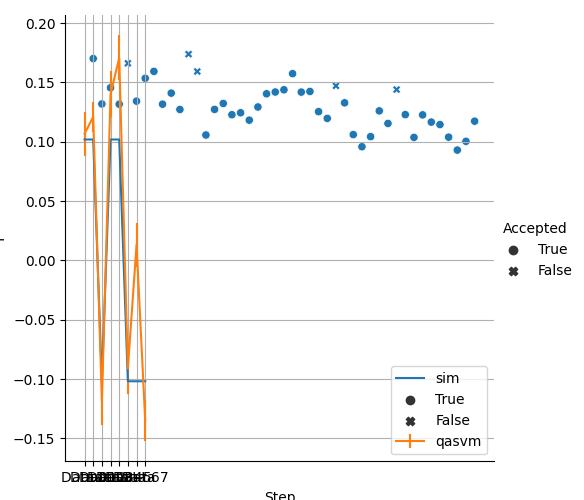 0.20
0.15
0.10
0.05
0.00
−0.05
−0.10
−0.15
Accepted
True
False
sim
True
False
qasvm
Step